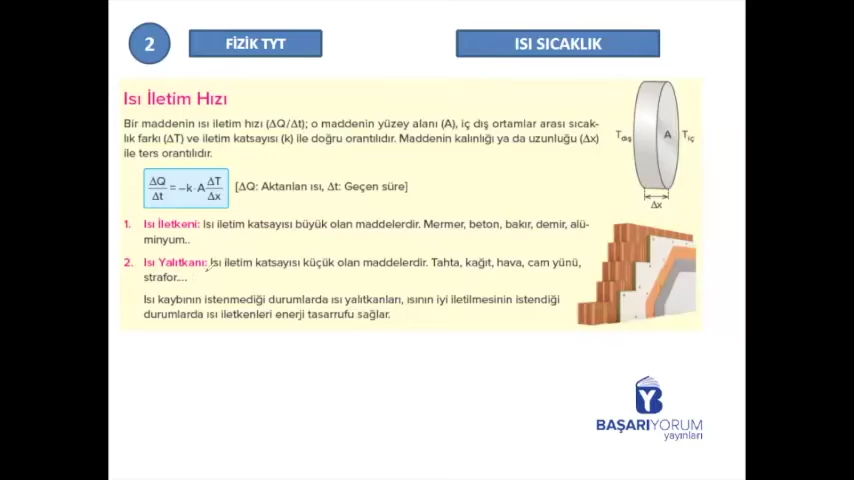 2
FİZİK TYT
ISI SICAKLIK
Isı İletim Hızı
Bir maddenin ısı iletim hızı (ΔQ/Δt); o maddenin yüzey alanı (A), iç dış ortamlar arası sıcak-
lık farkı (ΔT) ve iletim katsayısı (k) ile doğru orantılıdır. Maddenin kalınlığı ya da uzunluğu (Δx)
ile ters orantılıdır.
ΔQ/Δt = –k·A ΔT/Δx [ΔQ: Aktarılan ısı, Δt: Geçen süre]
1. Isı İletkeni: Isı iletim katsayısı büyük olan maddelerdir. Mermer, beton, bakır, demir, alü-
minyum..
2. Isı Yalıtkanı: Isı iletim katsayısı küçük olan maddelerdir. Tahta, kağıt, hava, cam yünü,
strafor....
Isı kaybının istenmediği durumlarda ısı yalıtkanları, ısının iyi iletilmesinin istendiği
durumlarda ısı iletkenleri enerji tasarrufu sağlar.
Tdış A Tiç
Δx
BAŞARIYORUM
yayınları